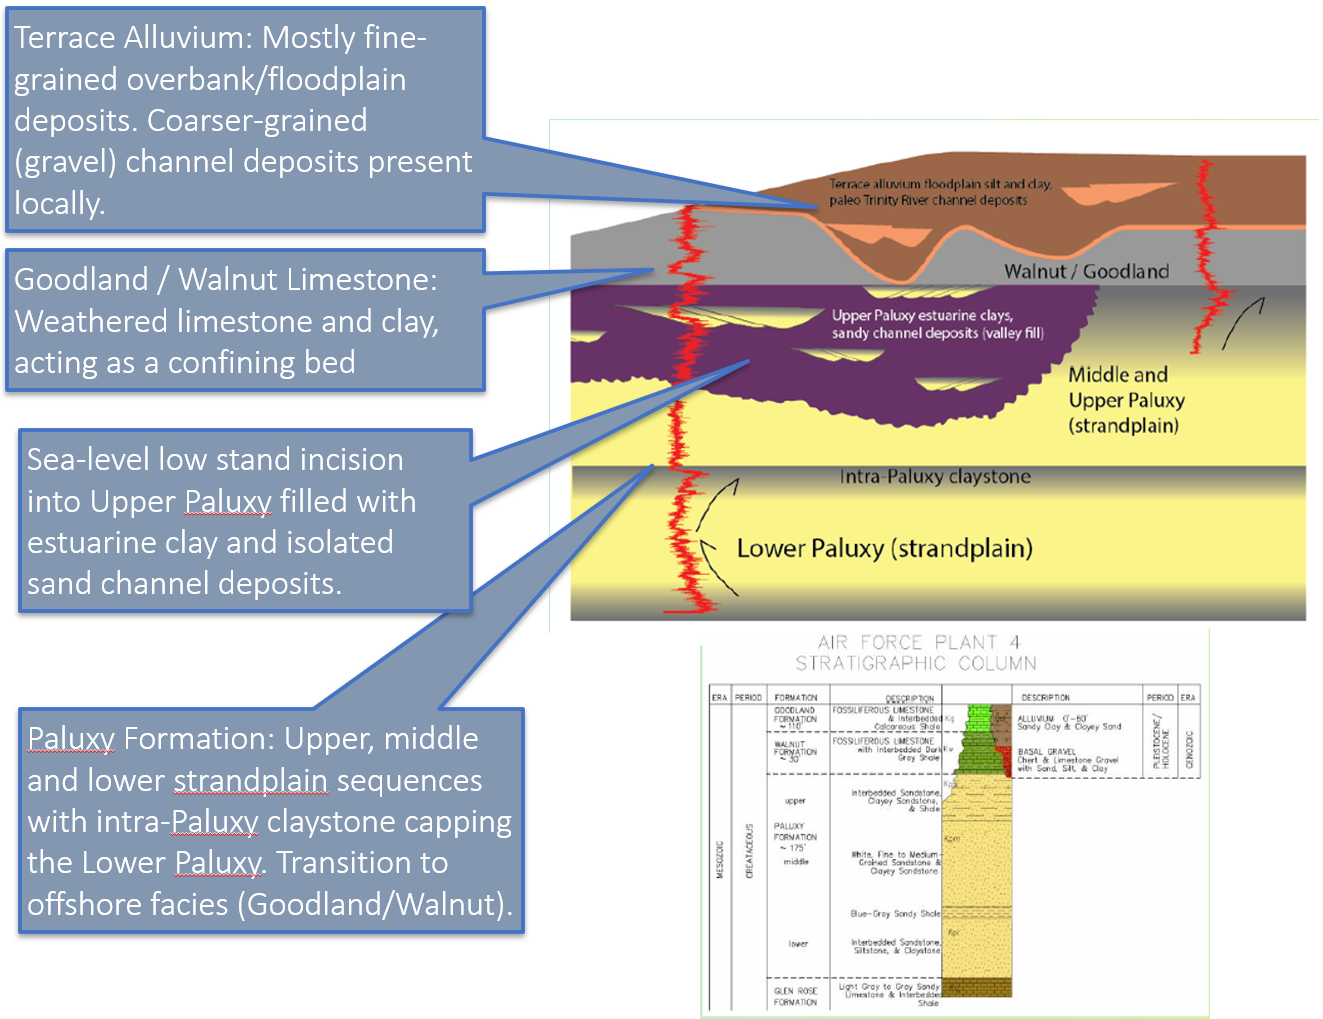 Terrace Alluvium: Mostly fine-
grained overbank/floodplain
deposits. Coarser-grained
(gravel) channel deposits present
locally.
Goodland / Walnut Limestone:
Weathered limestone and clay,
acting as a confining bed
Sea-level low stand incision
into Upper Paluxy filled with
estuarine clay and isolated
sand channel deposits.
Paluxy Formation: Upper, middle
and lower strandplain sequences
with intra-Paluxy claystone capping
the Lower Paluxy. Transition to
offshore facies (Goodland/Walnut).
Terrace alluvium floodplain silt and clay,
paleo Trinity River channel deposits
Walnut / Goodland
Upper Paluxy estuarine clays,
sandy channel deposits (valley fill)
Middle and
Upper Paluxy
(strandplain)
Intra-Paluxy claystone
Lower Paluxy (strandplain)
AIR FORCE PLANT 4
STRATIGRAPHIC COLUMN
ERA PERIOD FORMATION DESCRIPTION DESCRIPTION PERIOD ERA
GOODLAND
FORMATION
~ 110'
FOSSILIFEROUS LIMESTONE
& Interbedded
Calcareous Shale
Kg
ALLUVIUM 0'-60'
Sandy Clay & Clayey Sand
WALNUT
FORMATION
~ 30'
FOSSILIFEROUS LIMESTONE
with Interbedded Dark
Gray Shale
Kw
BASAL GRAVEL
Chert & Limestone Gravel
with Sand, Silt, & Clay
PLEISTOCENE/
HOLOCENE
CENOZOIC
MESOZOIC
CREATACEOUS
upper
Interbedded Sandstone,
Clayey Sandstone,
& Shale
PALUXY
FORMATION
~ 175'
middle
White, Fine to Medium-
Grained Sandstone &
Clayey Sandstone
Kpm
Blue-Gray Sandy Shale
lower
Interbedded Sandstone,
Siltstone, & Claystone
Kpl
GLEN ROSE
FORMATION
Light Gray to Gray Sandy
Limestone & Interbedded
Shale